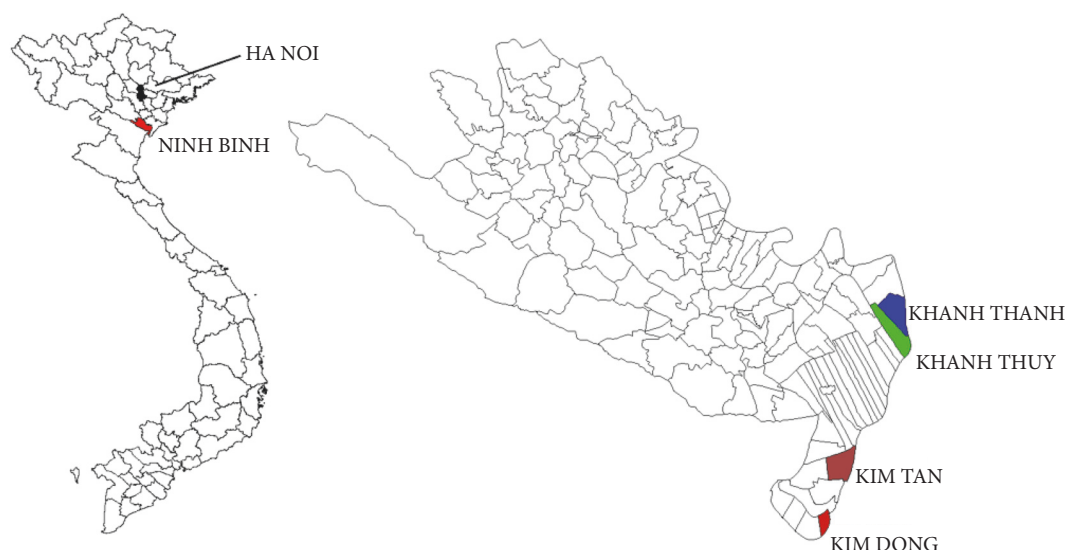 HA NOI
NINH BINH
KHANH THANH
KHANH THUY
KIM TAN
KIM DONG